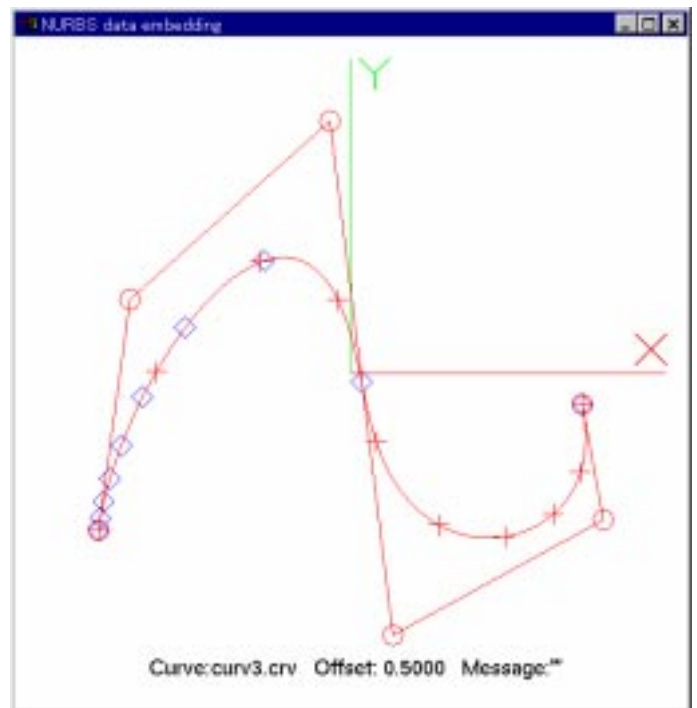 NURBS data embedding
Y
X
Curve:curv3.crv Offset: 0.5000 Message:""